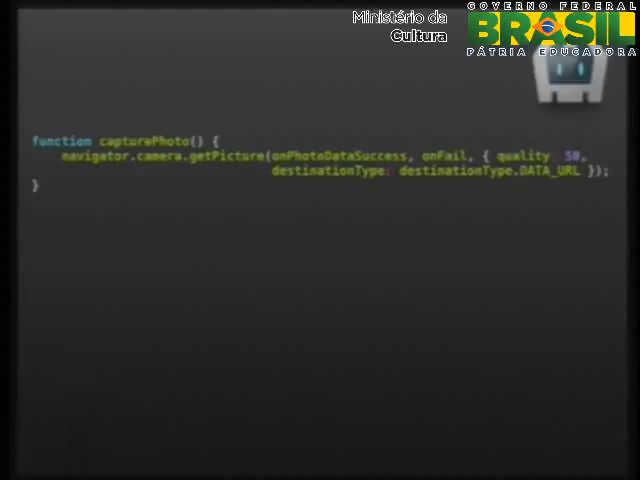 Ministério da
Cultura
GOVERNO FEDERAL
BRASIL
PÁTRIA EDUCADORA
function capturePhoto() {
navigator.camera.getPicture(onPhotoDataSuccess, onFail, { quality: 50,
destinationType: destinationType.DATA_URL });
}